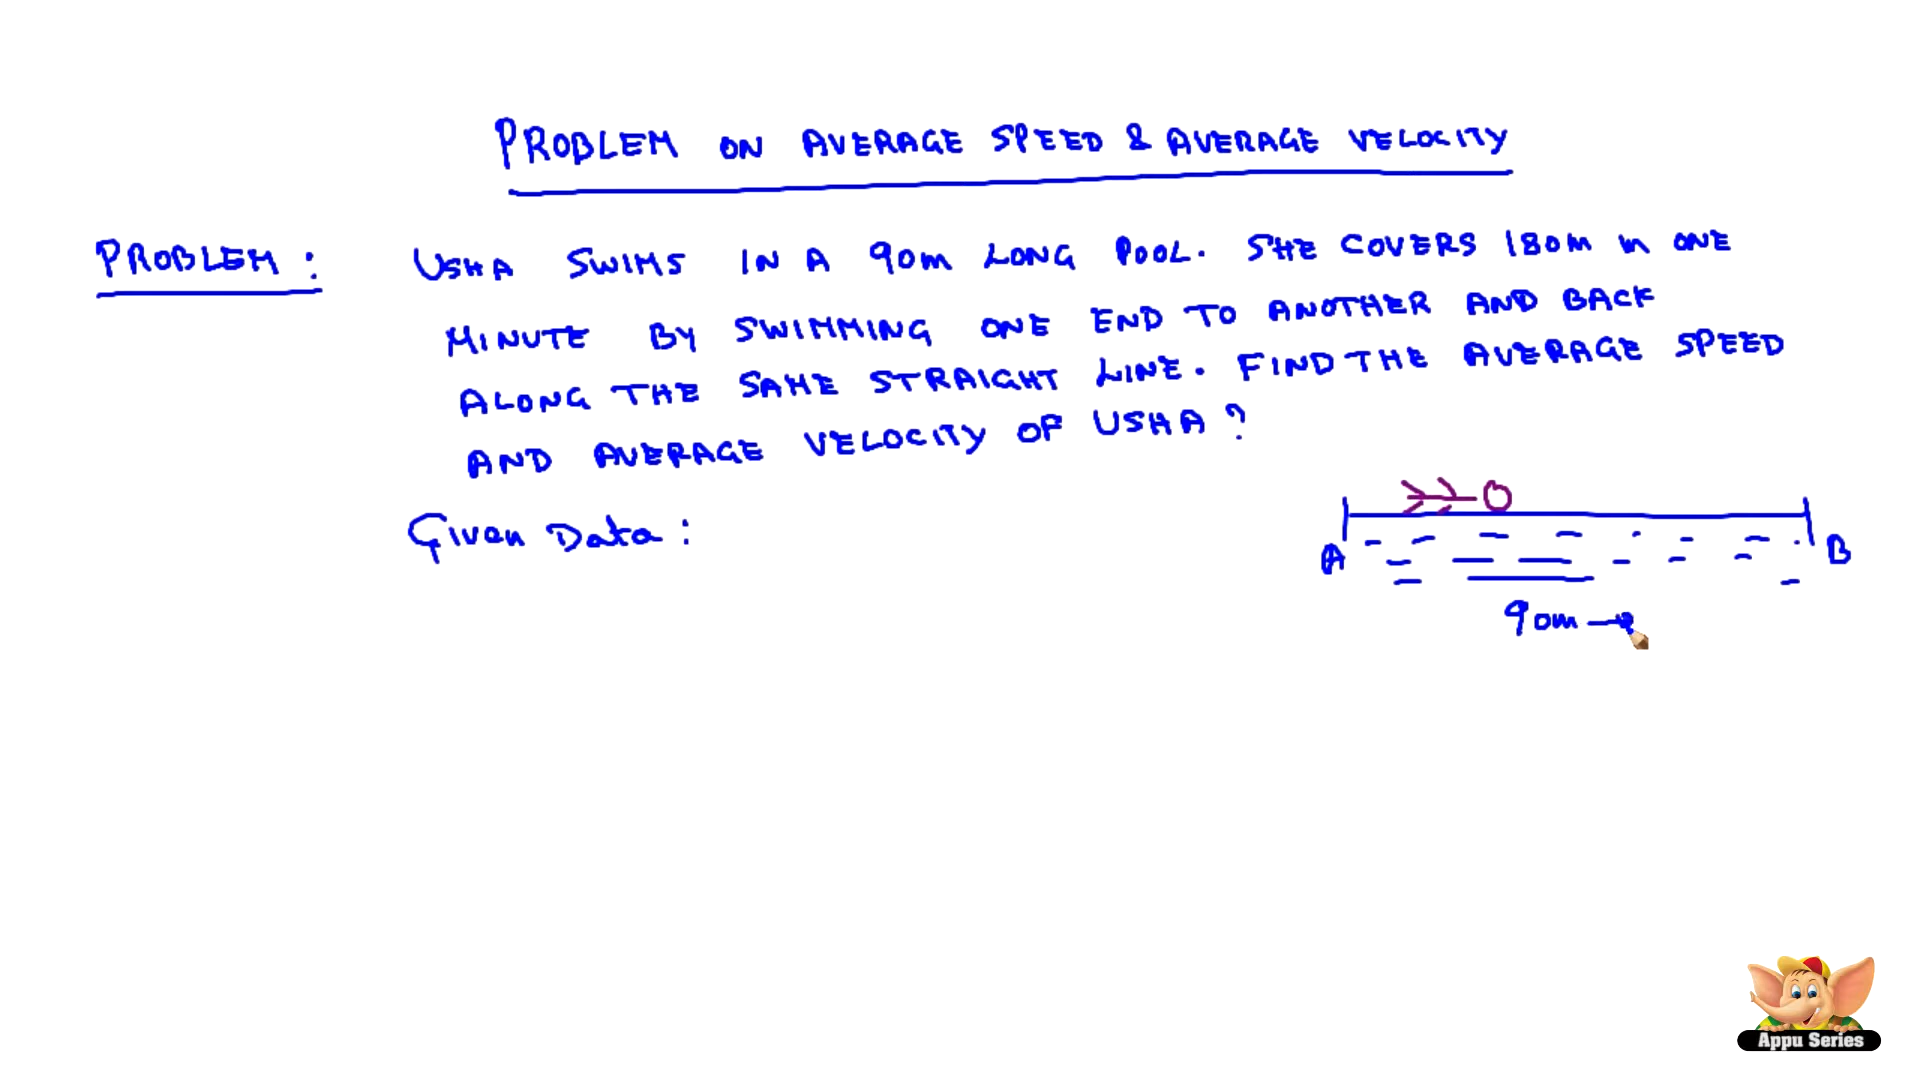 PROBLEM ON AVERAGE SPEED & AVERAGE VELOCITY
PROBLEM : USHA SWIMS IN A 90m LONG POOL. SHE COVERS 180M in ONE
MINUTE BY SWIMMING ONE END TO ANOTHER AND BACK
ALONG THE SAME STRAIGHT LINE. FIND THE AVERAGE SPEED
AND AVERAGE VELOCITY OF USHA ?
Given Data :
A B
90m
Appu Series